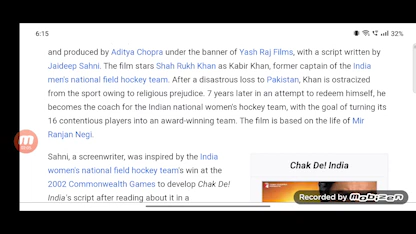 6:15
32%
and produced by Aditya Chopra under the banner of Yash Raj Films, with a script written by
Jaideep Sahni. The film stars Shah Rukh Khan as Kabir Khan, former captain of the India
men's national field hockey team. After a disastrous loss to Pakistan, Khan is ostracized
from the sport owing to religious prejudice. 7 years later in an attempt to redeem himself, he
becomes the coach for the Indian national women's hockey team, with the goal of turning its
16 contentious players into an award-winning team. The film is based on the life of Mir
Ranjan Negi.
Sahni, a screenwriter, was inspired by the India
women's national field hockey team's win at the
2002 Commonwealth Games to develop Chak De!
India's script after reading about it in a
Chak De! India
Recorded by Mobizen